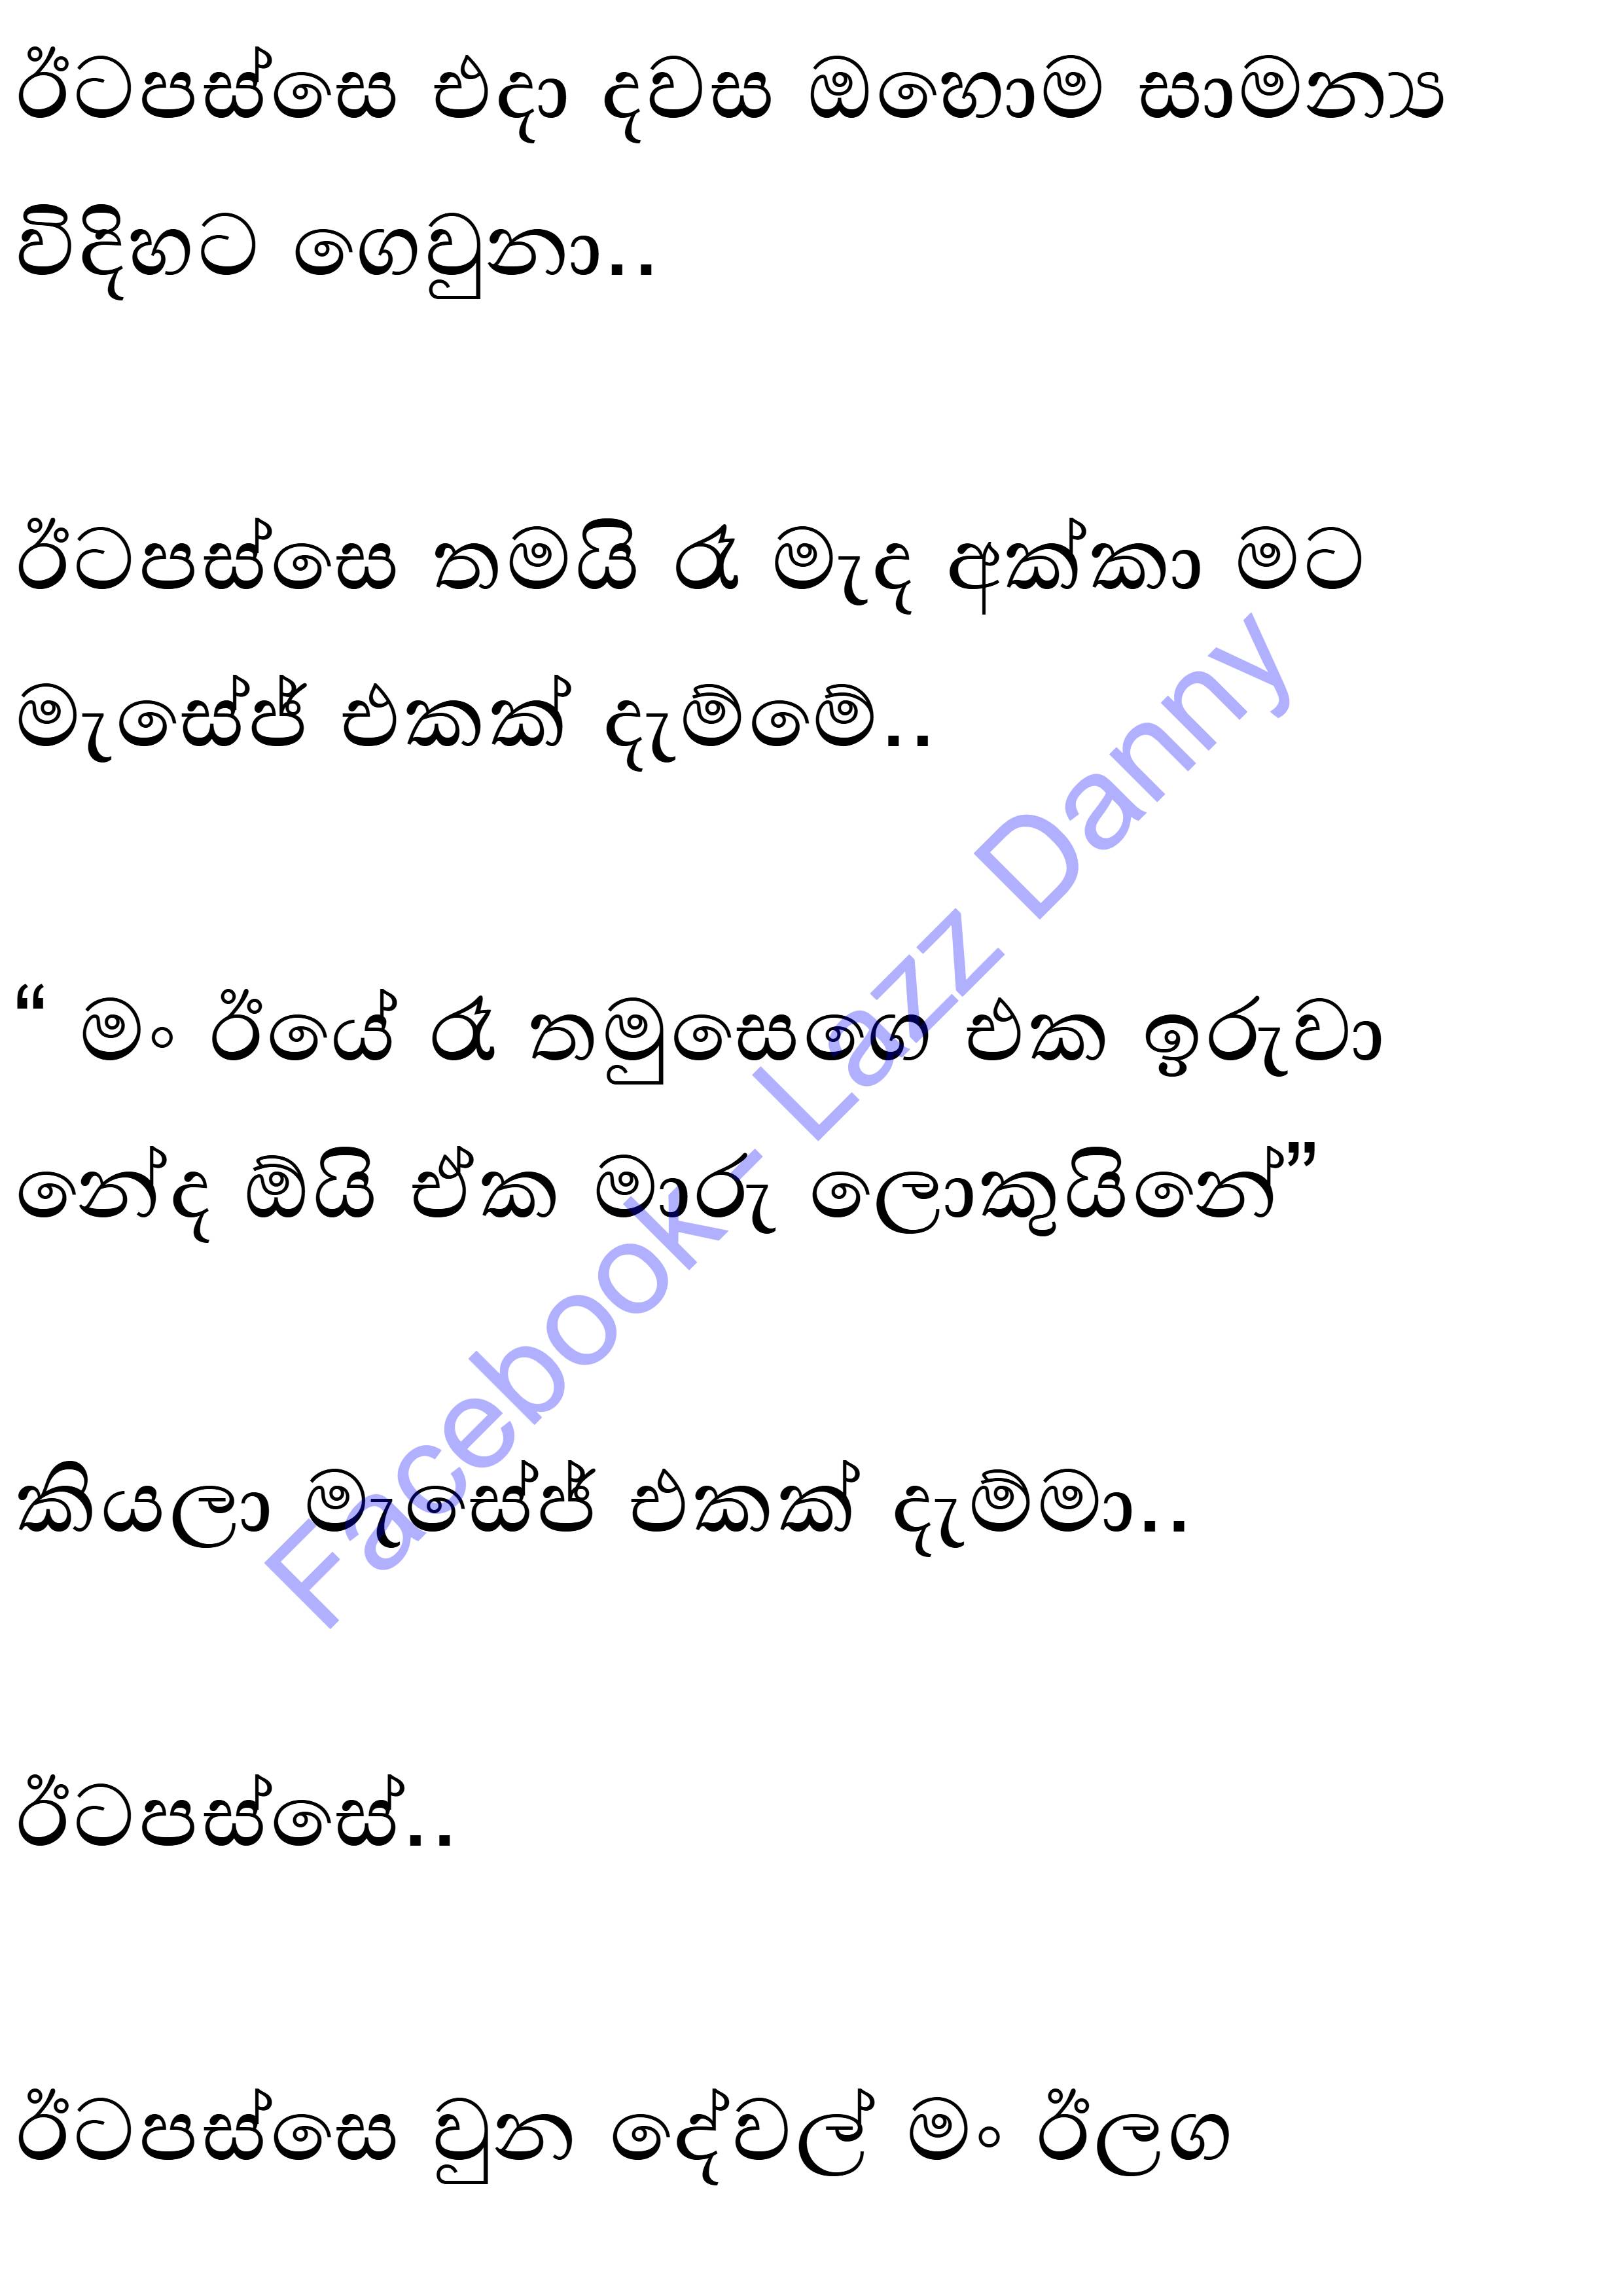 ඊටපස්සෙ එදා දවස ඔහොම සාමන්‍ය
විදිහට ගෙවුනා..
ඊටපස්සෙ තමයි රෑ මැද අක්කා මට
මැසේජ් එකක් දැම්මේ..
“ මං ඊයේ රෑ තමුසෙගෙ එක ඉරුවා
නේද ම්යි ඒක මාරු ලොකුයිනේ”
කියලා මැසේජ් එකක් දැම්මා..
ඊටපස්සේ..
ඊටපස්සෙ වුන දේවල් මං ඊලග
Facebook- Lazz Danny